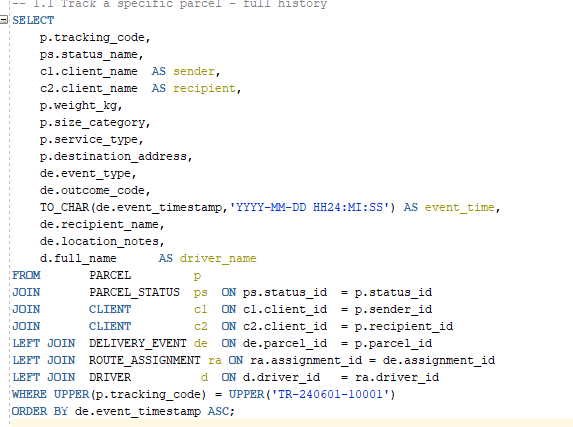 -- 1.1 Track a specific parcel - full history
SELECT
    p.tracking_code,
    ps.status_name,
    c1.client_name  AS sender,
    c2.client_name  AS recipient,
    p.weight_kg,
    p.size_category,
    p.service_type,
    p.destination_address,
    de.event_type,
    de.outcome_code,
    TO_CHAR(de.event_timestamp,'YYYY-MM-DD HH24:MI:SS') AS event_time,
    de.recipient_name,
    de.location_notes,
    d.full_name      AS driver_name
FROM       PARCEL         p
JOIN       PARCEL_STATUS  ps  ON ps.status_id  = p.status_id
JOIN       CLIENT         c1  ON c1.client_id  = p.sender_id
JOIN       CLIENT         c2  ON c2.client_id  = p.recipient_id
LEFT JOIN  DELIVERY_EVENT de  ON de.parcel_id  = p.parcel_id
LEFT JOIN  ROUTE_ASSIGNMENT ra ON ra.assignment_id = de.assignment_id
LEFT JOIN  DRIVER          d  ON d.driver_id   = ra.driver_id
WHERE UPPER(p.tracking_code) = UPPER('TR-240601-10001')
ORDER BY de.event_timestamp ASC;